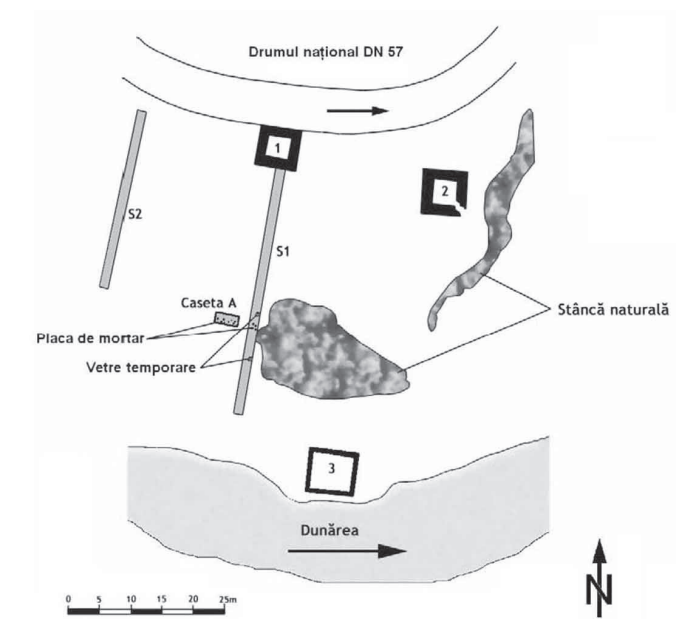 Drumul național DN 57
1
2
S2
S1
Caseta A
Stâncă naturală
Placa de mortar
Vetre temporare
3
Dunărea
N
0 5 10 15 20 25m